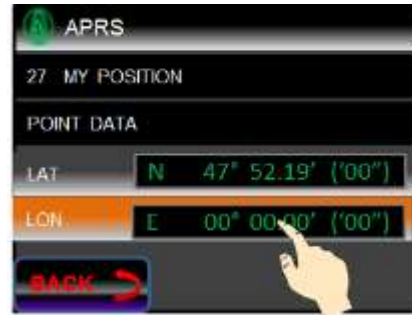 APRS
27 MY POSITION
POINT DATA
LAT N 47° 52.19' ('00")
LON E 00° 00.00' ('00")
BACK